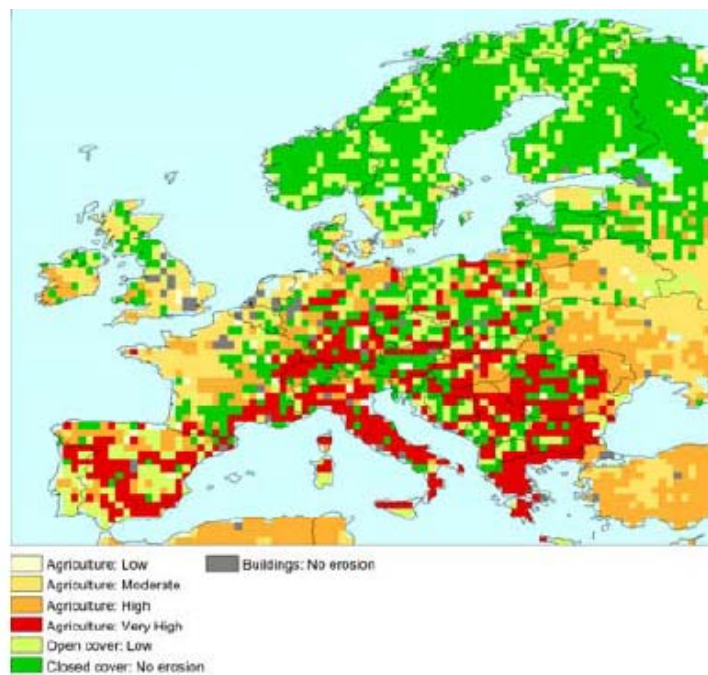 Agriculture: Low
Buildings: No erosion
Agriculture: Moderate
Agriculture: High
Agriculture: Very High
Open cover: Low
Closed cover: No erosion